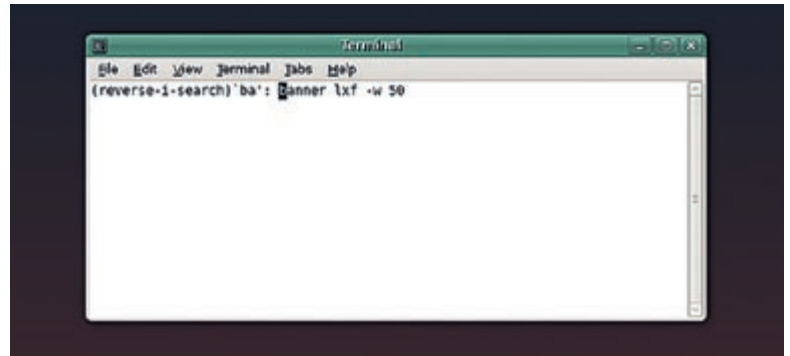 Terminal
File Edit View Terminal Tabs Help
(reverse-i-search)`ba': banner lxf -w 50